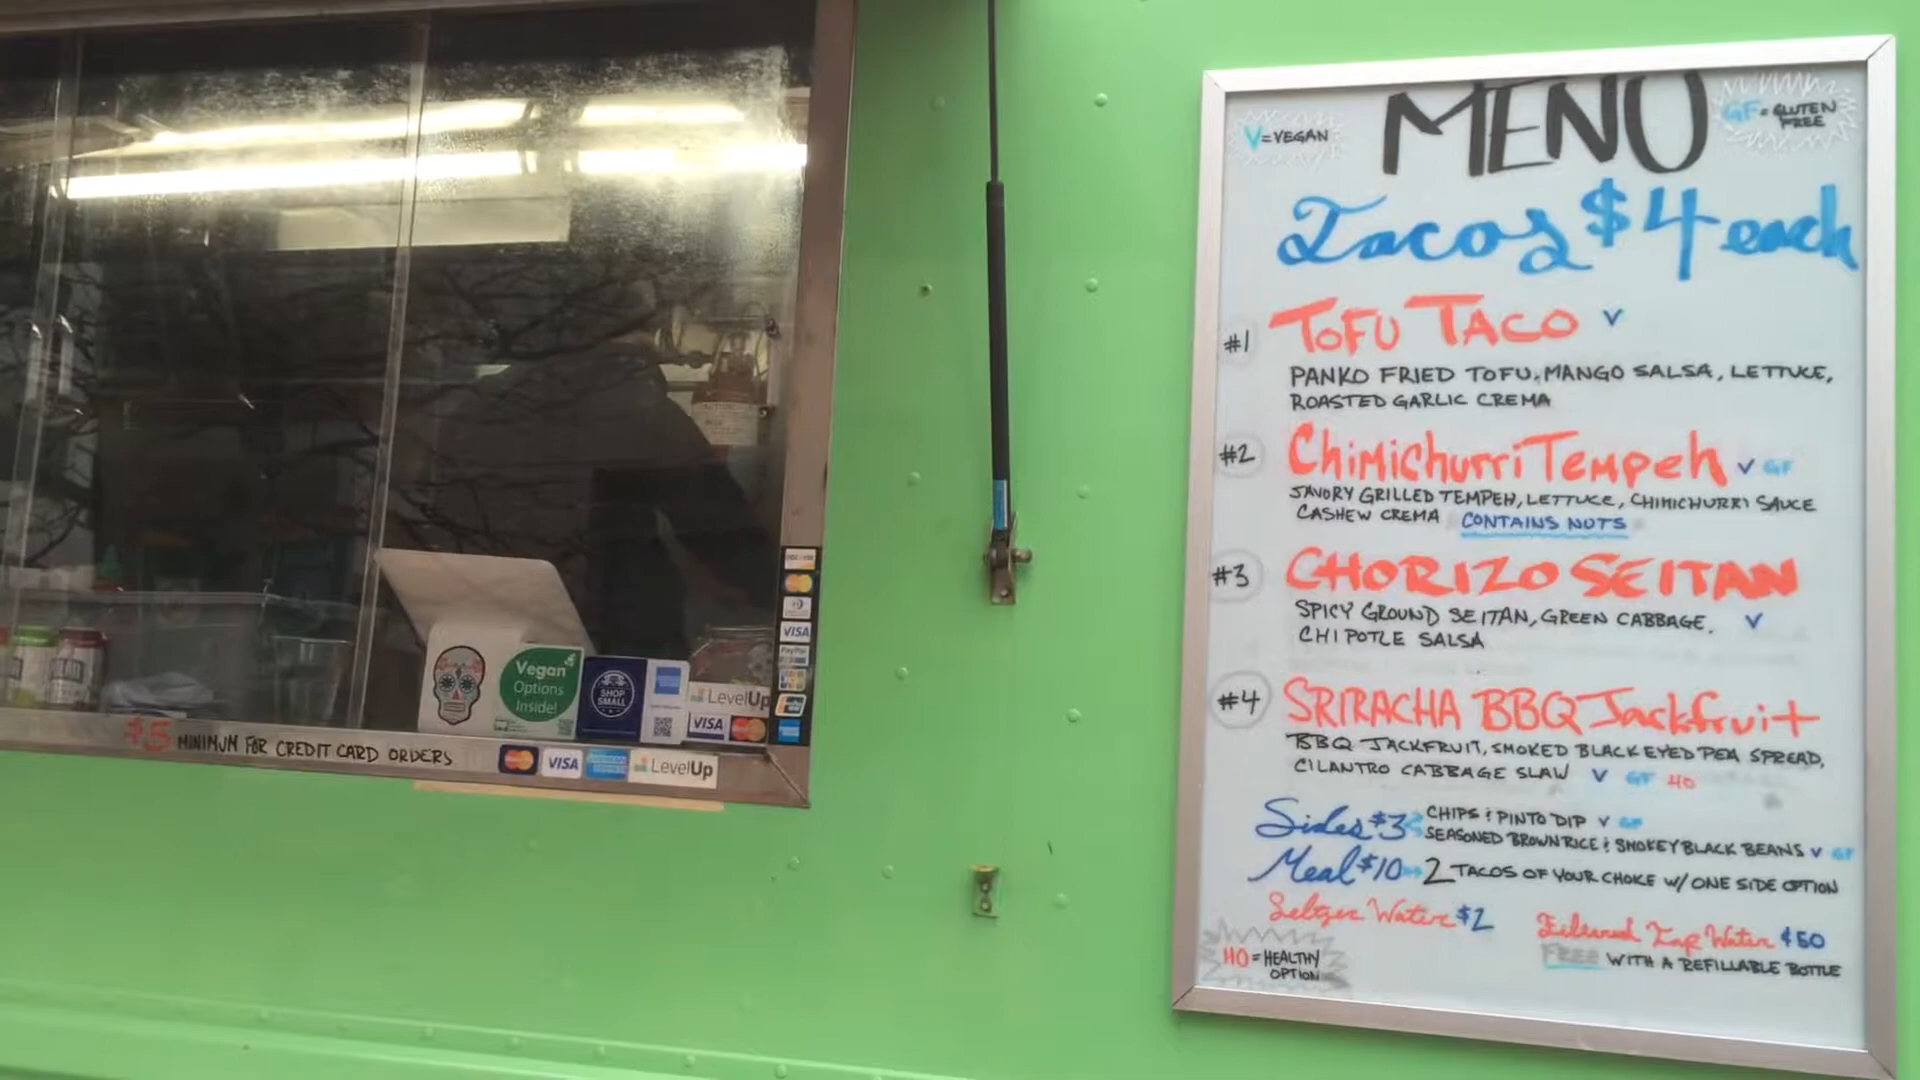 MENU
V=VEGAN
GF=GLUTEN
FREE
Tacos $4 each
#1 TOFU TACO V
PANKO FRIED TOFU, MANGO SALSA, LETTUCE,
ROASTED GARLIC CREMA
#2 Chimichurri Tempeh V GF
SAVORY GRILLED TEMPEH, LETTUCE, CHIMICHURRI SAUCE
CASHEW CREMA CONTAINS NUTS
#3 CHORIZO SEITAN
SPICY GROUND SEITAN, GREEN CABBAGE, V
CHIPOTLE SALSA
#4 SRIRACHA BBQ Jackfruit
BBQ JACKFRUIT, SMOKED BLACK EYED PEA SPREAD,
CILANTRO CABBAGE SLAW V GF HO
Sides $3 CHIPS & PINTO DIP V GF
SEASONED BROWN RICE & SMOKEY BLACK BEANS V GF
Meal $10 2 TACOS OF YOUR CHOICE W/ ONE SIDE OPTION
Seltzer Water $2
Filtered Tap Water $50
FREE WITH A REFILLABLE BOTTLE
HO=HEALTHY
OPTION
Vegan
Options
Inside!
SHOP
SMALL
LevelUp
VISA
VISA
PayPal
$5 MINIMUM FOR CREDIT CARD ORDERS
VISA
LevelUp